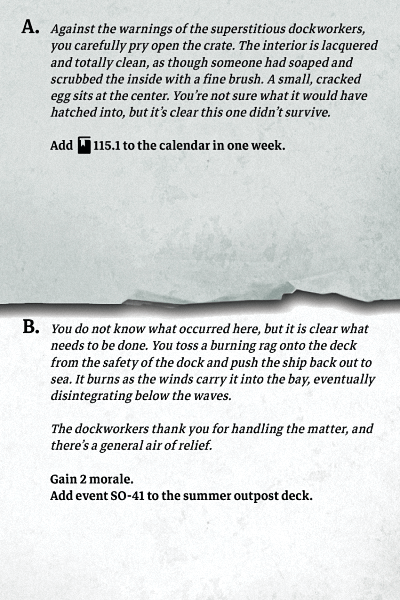 A. Against the warnings of the superstitious dockworkers,
you carefully pry open the crate. The interior is lacquered
and totally clean, as though someone had soaped and
scrubbed the inside with a fine brush. A small, cracked
egg sits at the center. You’re not sure what it would have
hatched into, but it’s clear this one didn’t survive.
Add 115.1 to the calendar in one week.
B. You do not know what occurred here, but it is clear what
needs to be done. You toss a burning rag onto the deck
from the safety of the dock and push the ship back out to
sea. It burns as the winds carry it into the bay, eventually
disintegrating below the waves.
The dockworkers thank you for handling the matter, and
there’s a general air of relief.
Gain 2 morale.
Add event SO-41 to the summer outpost deck.